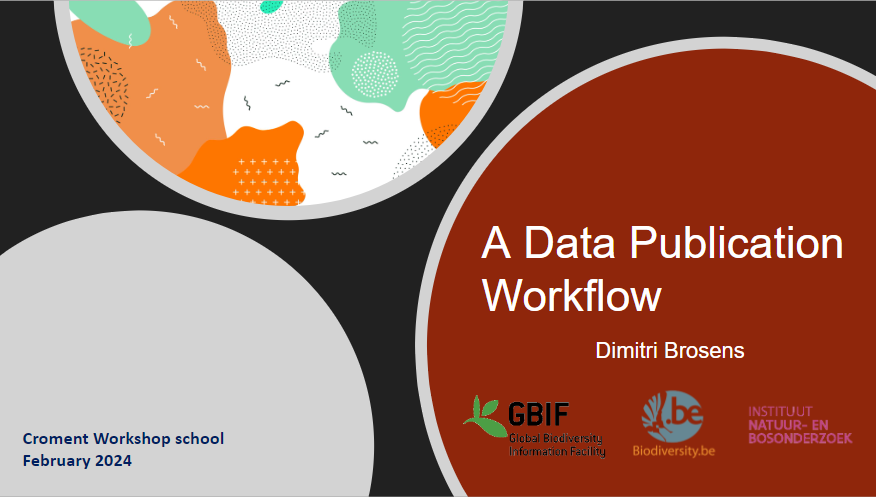 A Data Publication
Workflow
Dimitri Brosens
GBIF
Global Biodiversity
Information Facility
.be
Biodiversity.be
INSTITUUT
NATUUR- EN
BOSONDERZOEK
Croment Workshop school
February 2024